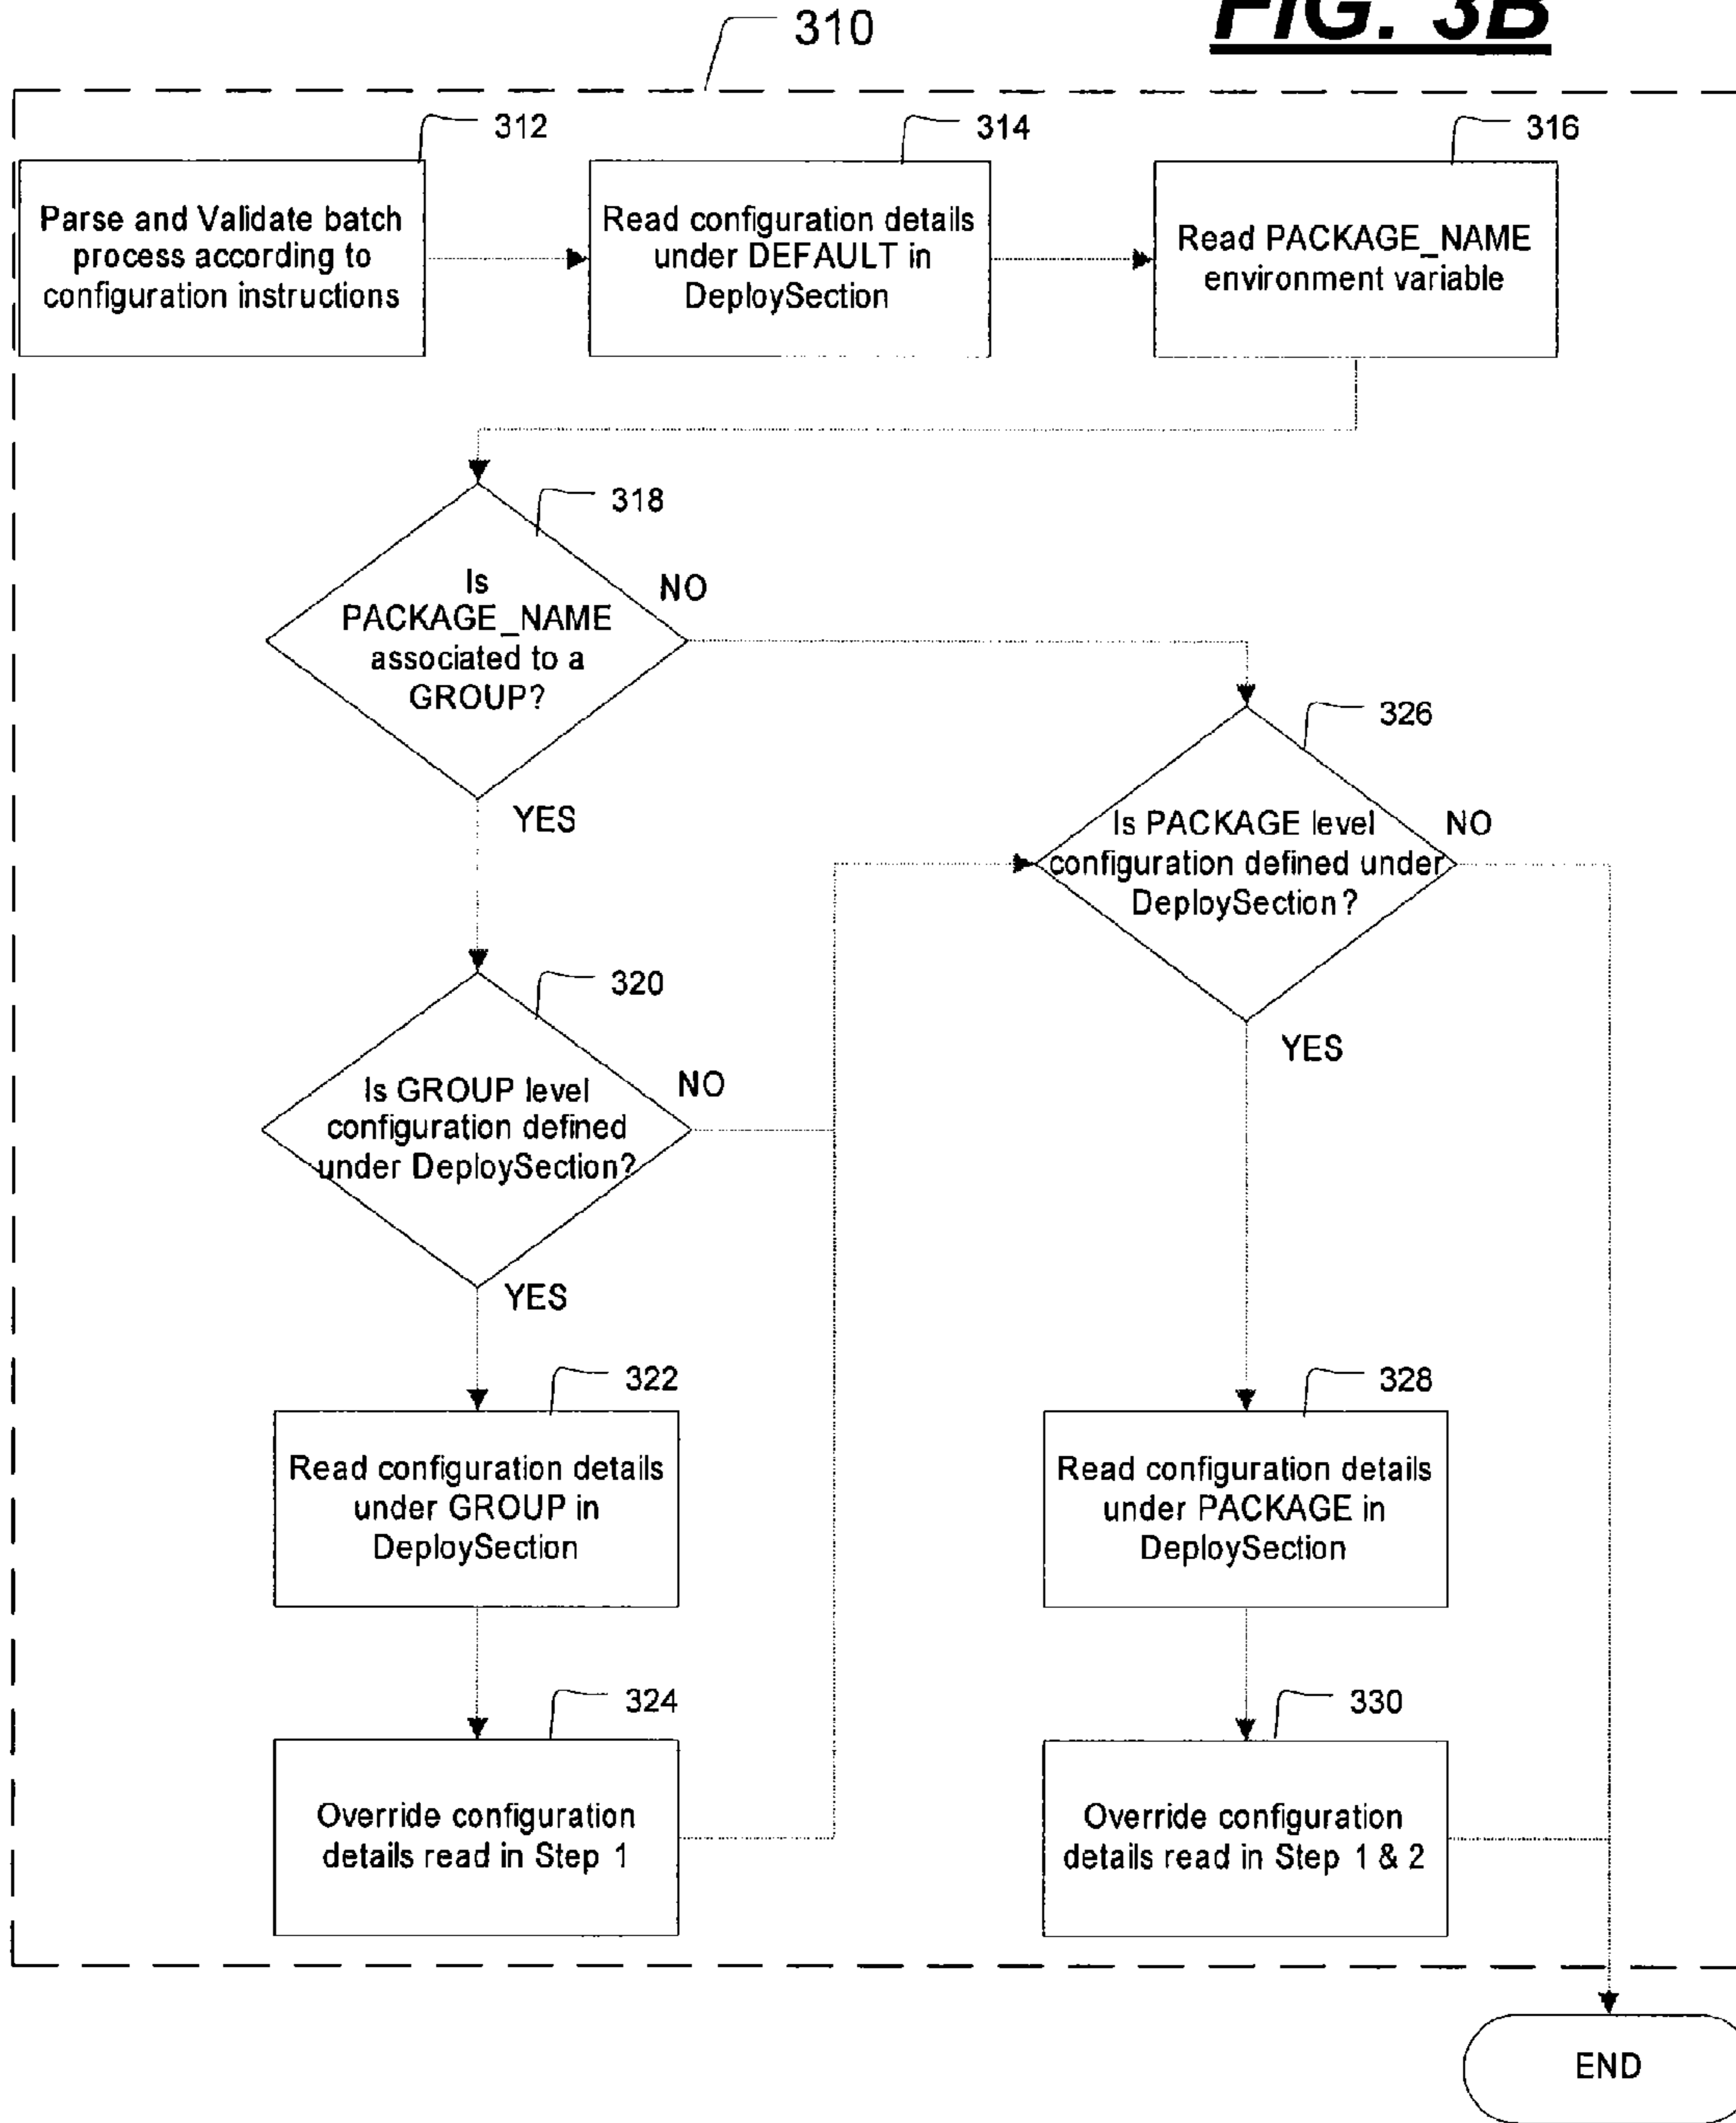 FIG. 3B
310
312
314
316
Parse and Validate batch
process according to
configuration instructions
Read configuration details
under DEFAULT in
DeploySection
Read PACKAGE_NAME
environment variable
318
Is
PACKAGE_NAME
associated to a
GROUP?
NO
YES
326
Is PACKAGE level
configuration defined under
DeploySection?
NO
YES
320
Is GROUP level
configuration defined
under DeploySection?
NO
YES
322
Read configuration details
under GROUP in
DeploySection
328
Read configuration details
under PACKAGE in
DeploySection
324
Override configuration
details read in Step 1
330
Override configuration
details read in Step 1 & 2
END